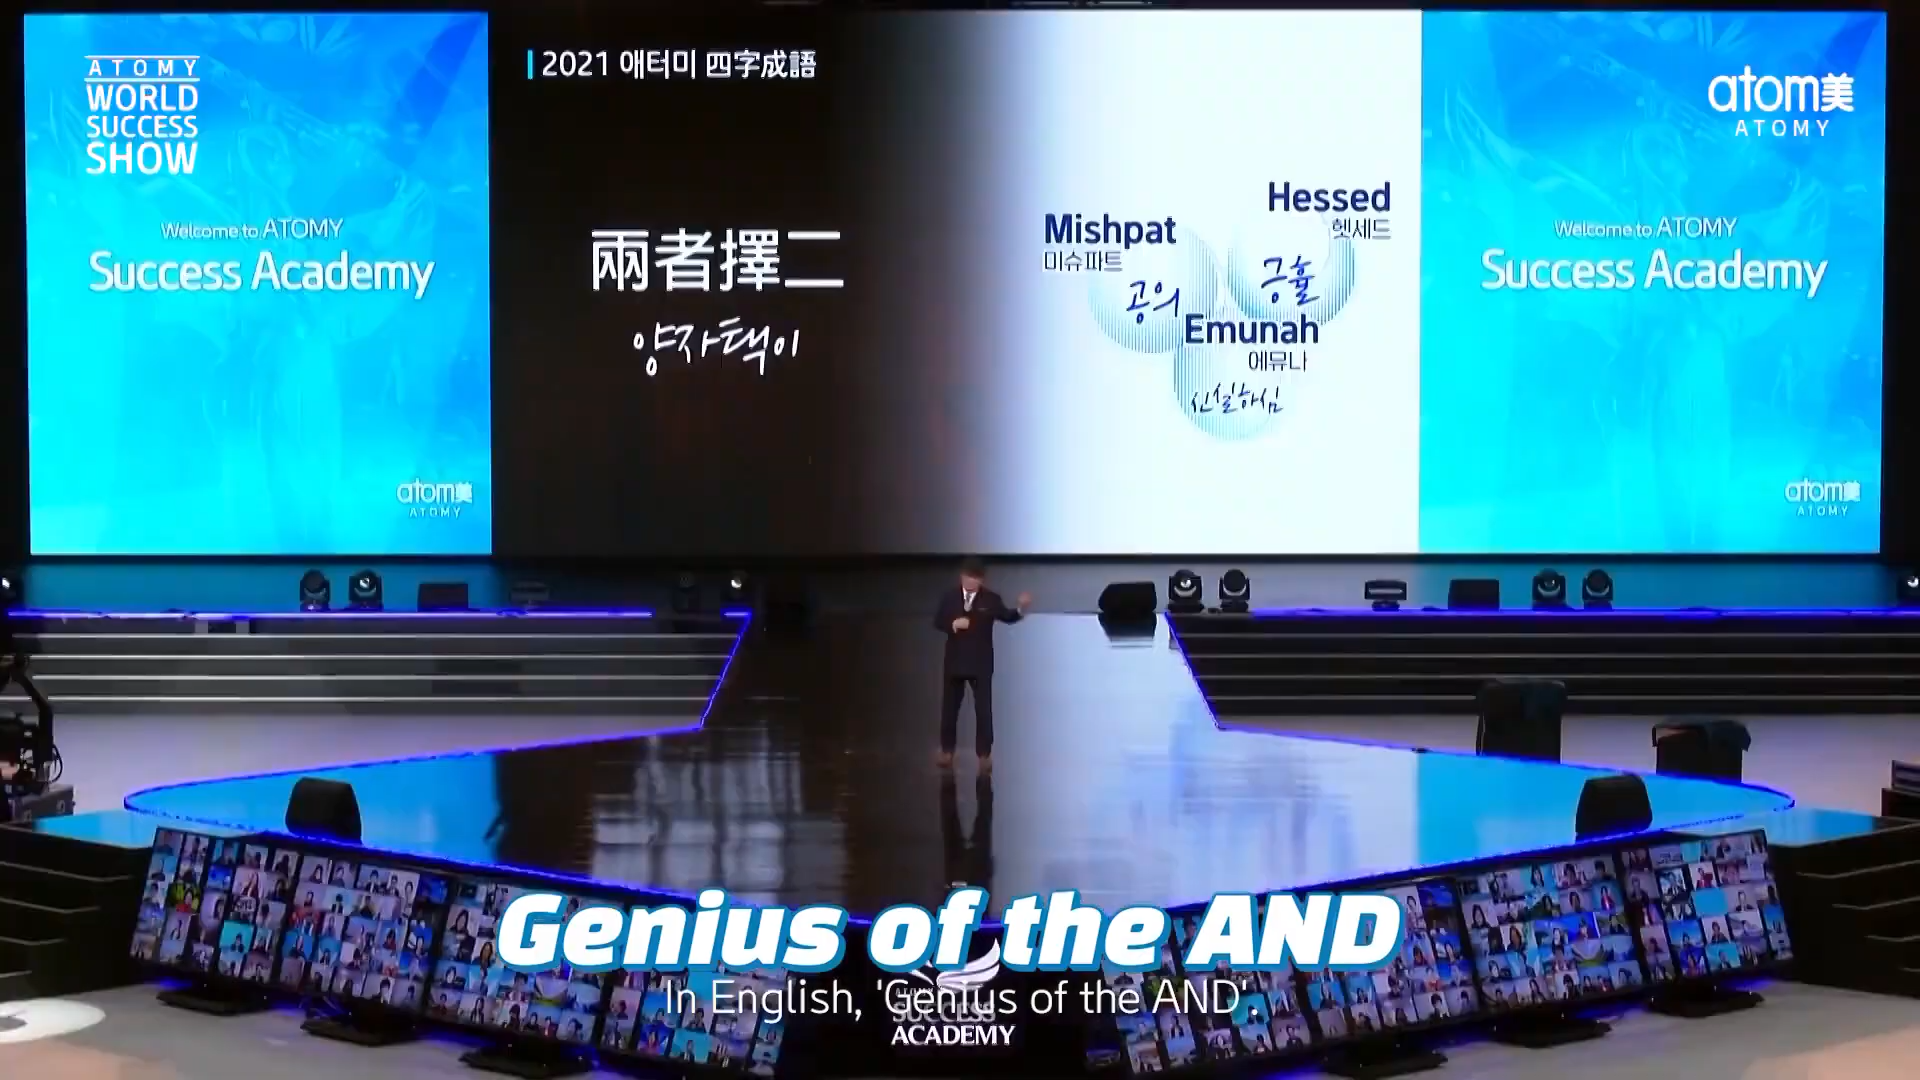 ATOMY
WORLD
SUCCESS
SHOW
Welcome to ATOMY
Success Academy
atom美
ATOMY
2021 애터미 四字成語
兩者擇二
양자택이
Mishpat
미슈파트
공의
Hessed
헷세드
긍휼
Emunah
에뮤나
신실하심
atom美
ATOMY
Welcome to ATOMY
Success Academy
atom美
ATOMY
Genius of the AND
In English, 'Genius of the AND'.
ATOMY
SUCCESS
ACADEMY